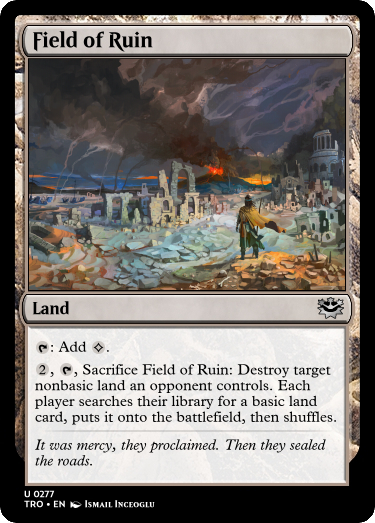 Field of Ruin
Land
: Add .
2, , Sacrifice Field of Ruin: Destroy target
nonbasic land an opponent controls. Each
player searches their library for a basic land
card, puts it onto the battlefield, then shuffles.
It was mercy, they proclaimed. Then they sealed
the roads.
U 0277
TRO • EN Ismail Inceoglu